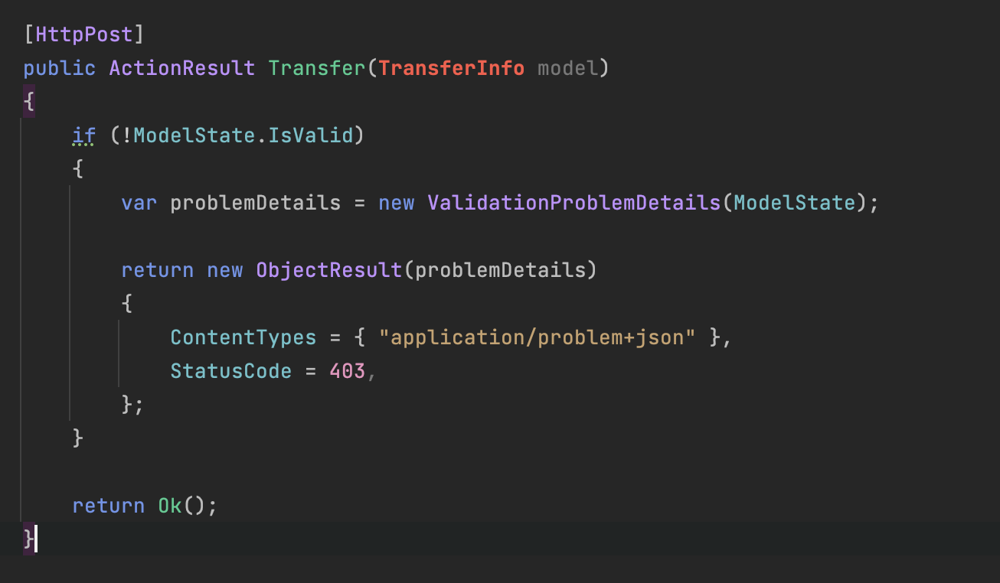 [HttpPost]
public ActionResult Transfer(TransferInfo model)
{
    if (!ModelState.IsValid)
    {
        var problemDetails = new ValidationProblemDetails(ModelState);

        return new ObjectResult(problemDetails)
        {
            ContentTypes = { "application/problem+json" },
            StatusCode = 403,
        };
    }

    return Ok();
}